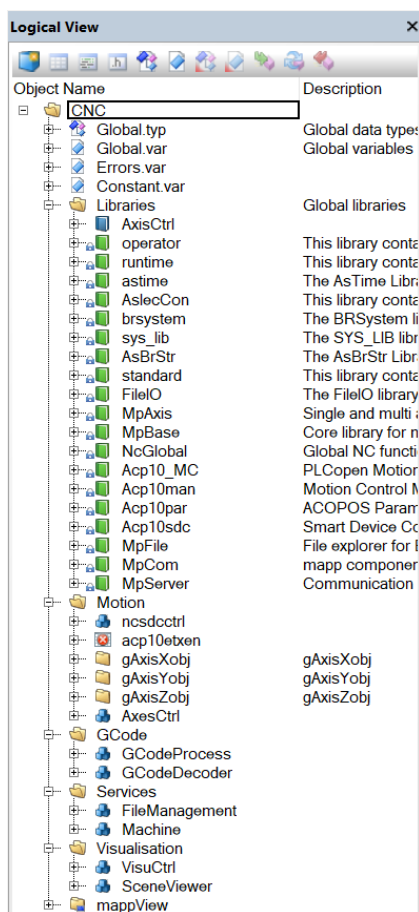 Logical View ×
Object Name Description
CNC
Global.typ Global data types
Global.var Global variables
Errors.var
Constant.var
Libraries Global libraries
AxisCtrl
operator This library conta
runtime This library conta
astime The AsTime Libra
AsIecCon This library conta
brsystem The BRSystem li
sys_lib The SYS_LIB libr
AsBrStr The AsBrStr Libr
standard This library conta
FileIO The FileIO library
MpAxis Single and multi a
MpBase Core library for m
NcGlobal Global NC functi
Acp10_MC PLCopen Motion
Acp10man Motion Control M
Acp10par ACOPOS Param
Acp10sdc Smart Device Co
MpFile File explorer for
MpCom mapp componer
MpServer Communication
Motion
ncsdcctrl
acp10etxen
gAxisXobj gAxisXobj
gAxisYobj gAxisYobj
gAxisZobj gAxisZobj
AxesCtrl
GCode
GCodeProcess
GCodeDecoder
Services
FileManagement
Machine
Visualisation
VisuCtrl
SceneViewer
mappView